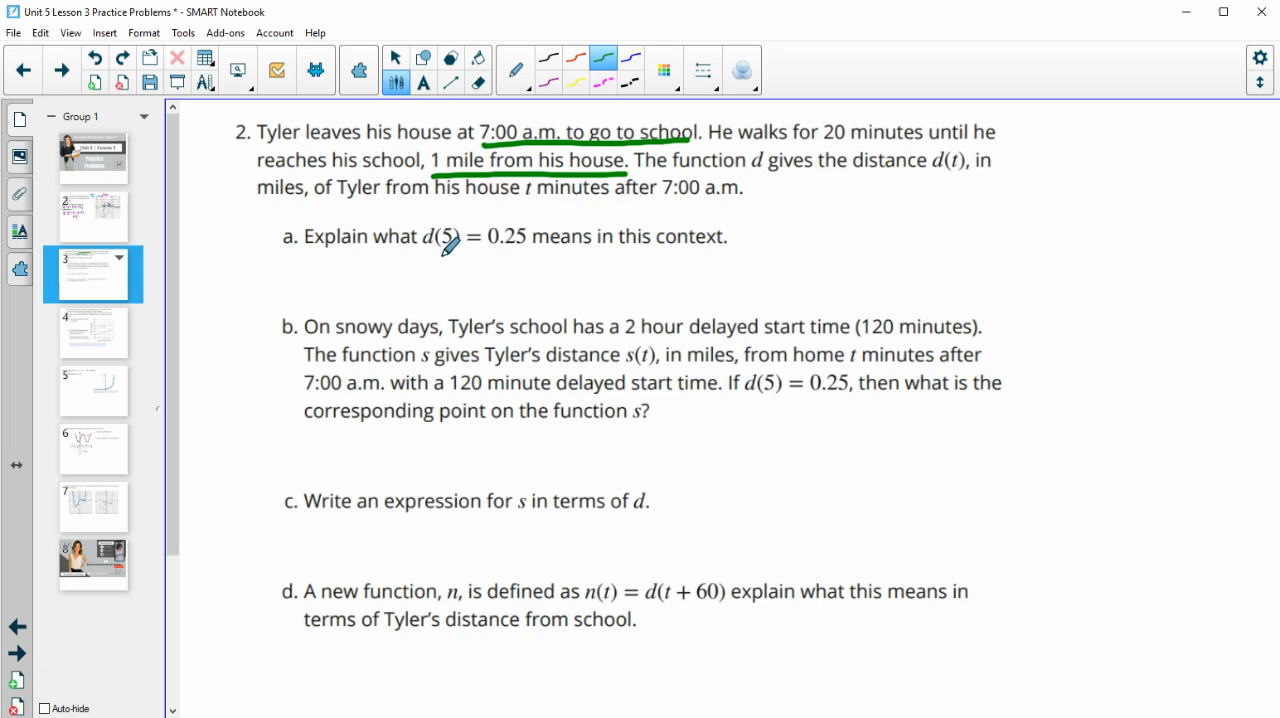 Unit 5 Lesson 3 Practice Problems * - SMART Notebook
File Edit View Insert Format Tools Add-ons Account Help
Group 1
2. Tyler leaves his house at 7:00 a.m. to go to school. He walks for 20 minutes until he
reaches his school, 1 mile from his house. The function d gives the distance d(t), in
miles, of Tyler from his house t minutes after 7:00 a.m.
a. Explain what d(5) = 0.25 means in this context.
b. On snowy days, Tyler's school has a 2 hour delayed start time (120 minutes).
The function s gives Tyler's distance s(t), in miles, from home t minutes after
7:00 a.m. with a 120 minute delayed start time. If d(5) = 0.25, then what is the
corresponding point on the function s?
c. Write an expression for s in terms of d.
d. A new function, n, is defined as n(t) = d(t + 60) explain what this means in
terms of Tyler's distance from school.
2
3
4
5
6
7
8
Auto-hide